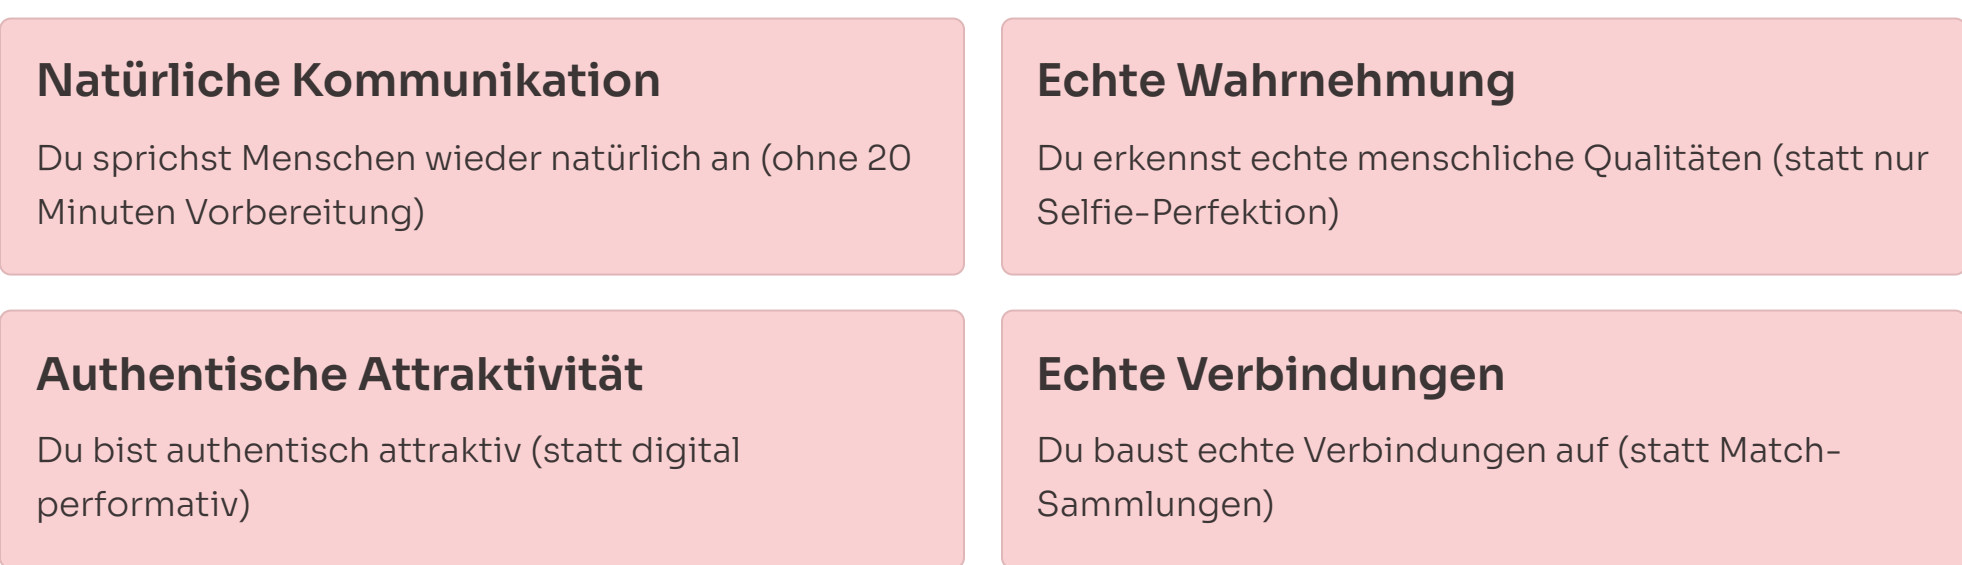 Natürliche Kommunikation
Du sprichst Menschen wieder natürlich an (ohne 20
Minuten Vorbereitung)
Echte Wahrnehmung
Du erkennst echte menschliche Qualitäten (statt nur
Selfie-Perfektion)
Authentische Attraktivität
Du bist authentisch attraktiv (statt digital
performativ)
Echte Verbindungen
Du baust echte Verbindungen auf (statt Match-
Sammlungen)